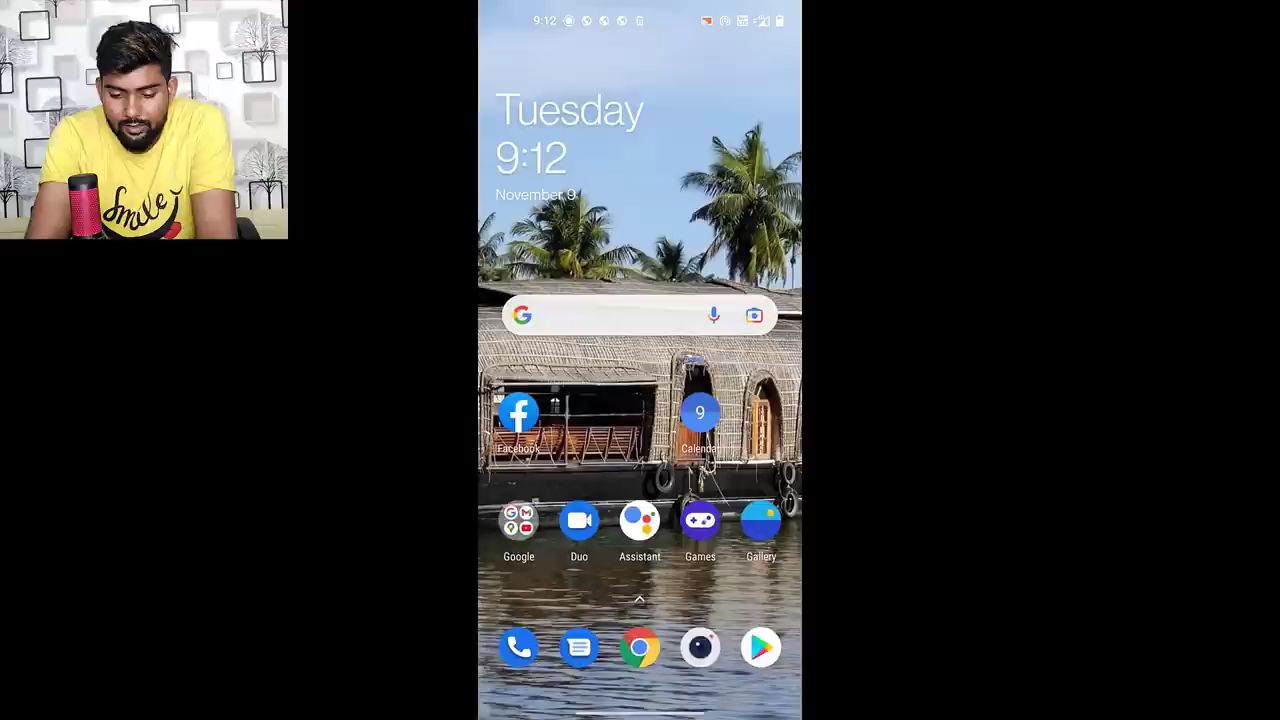 9:12
Tuesday
9:12
November 9
Smile
Facebook
9
Calendar
Google
Duo
Assistant
Games
Gallery